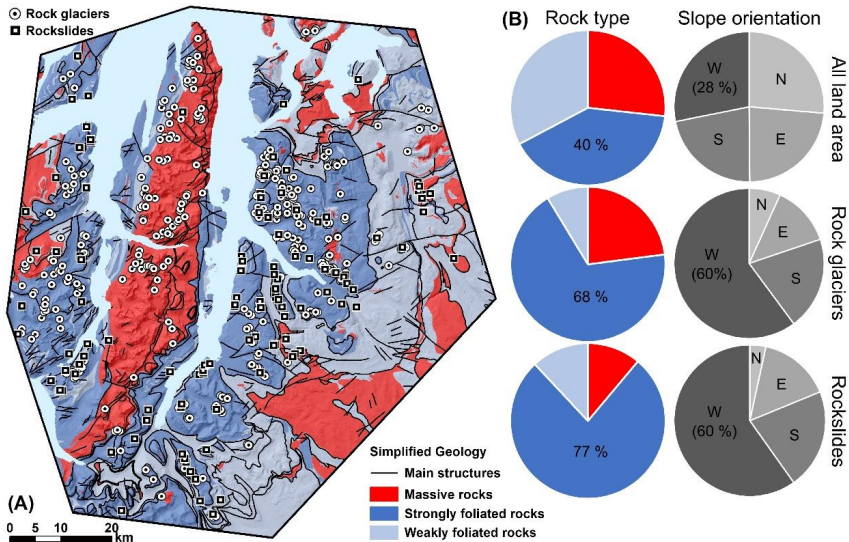 Rock glaciers
Rockslides
(A)
0 5 10 20
km
Simplified Geology
Main structures
Massive rocks
Strongly foliated rocks
Weakly foliated rocks
(B)
Rock type
Slope orientation
40 %
W
(28 %)
N
S
E
All land area
68 %
N
E
W
(60%)
S
Rock glaciers
77 %
N
E
W
(60 %)
S
Rockslides